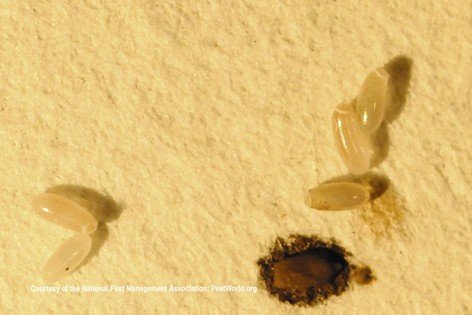 Courtesy of the National Pest Management Association: PestWorld.org